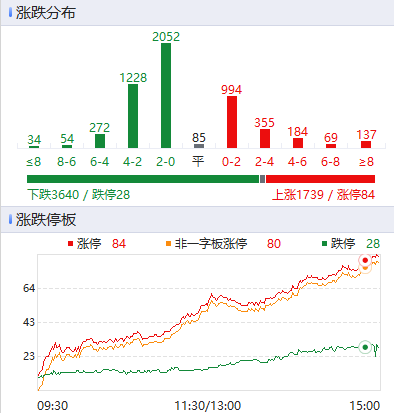 涨跌分布
34 54 272 1228 2052 85 994 355 184 69 137
≤8 8-6 6-4 4-2 2-0 平 0-2 2-4 4-6 6-8 ≥8
下跌3640 / 跌停28 上涨1739 / 涨停84
涨跌停板
涨停 84 非一字板涨停 80 跌停 28
64
43
23
09:30 11:30/13:00 15:00